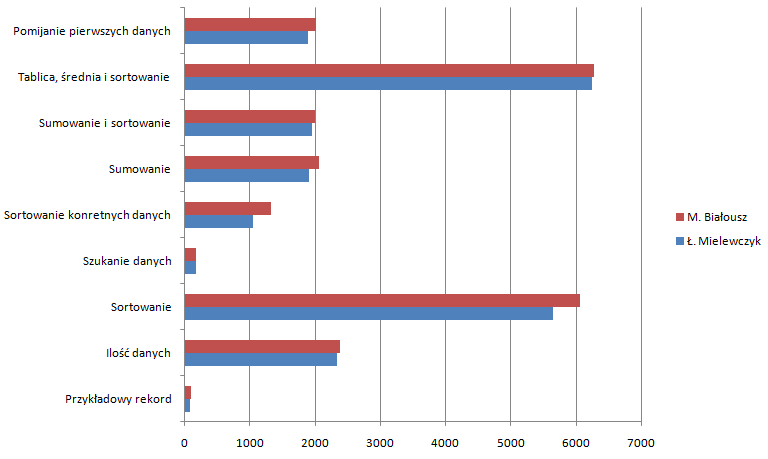 Pomijanie pierwszych danych
Tablica, średnia i sortowanie
Sumowanie i sortowanie
Sumowanie
Sortowanie konretnych danych
Szukanie danych
Sortowanie
Ilość danych
Przykładowy rekord
0 1000 2000 3000 4000 5000 6000 7000
M. Białousz
Ł. Mielewczyk